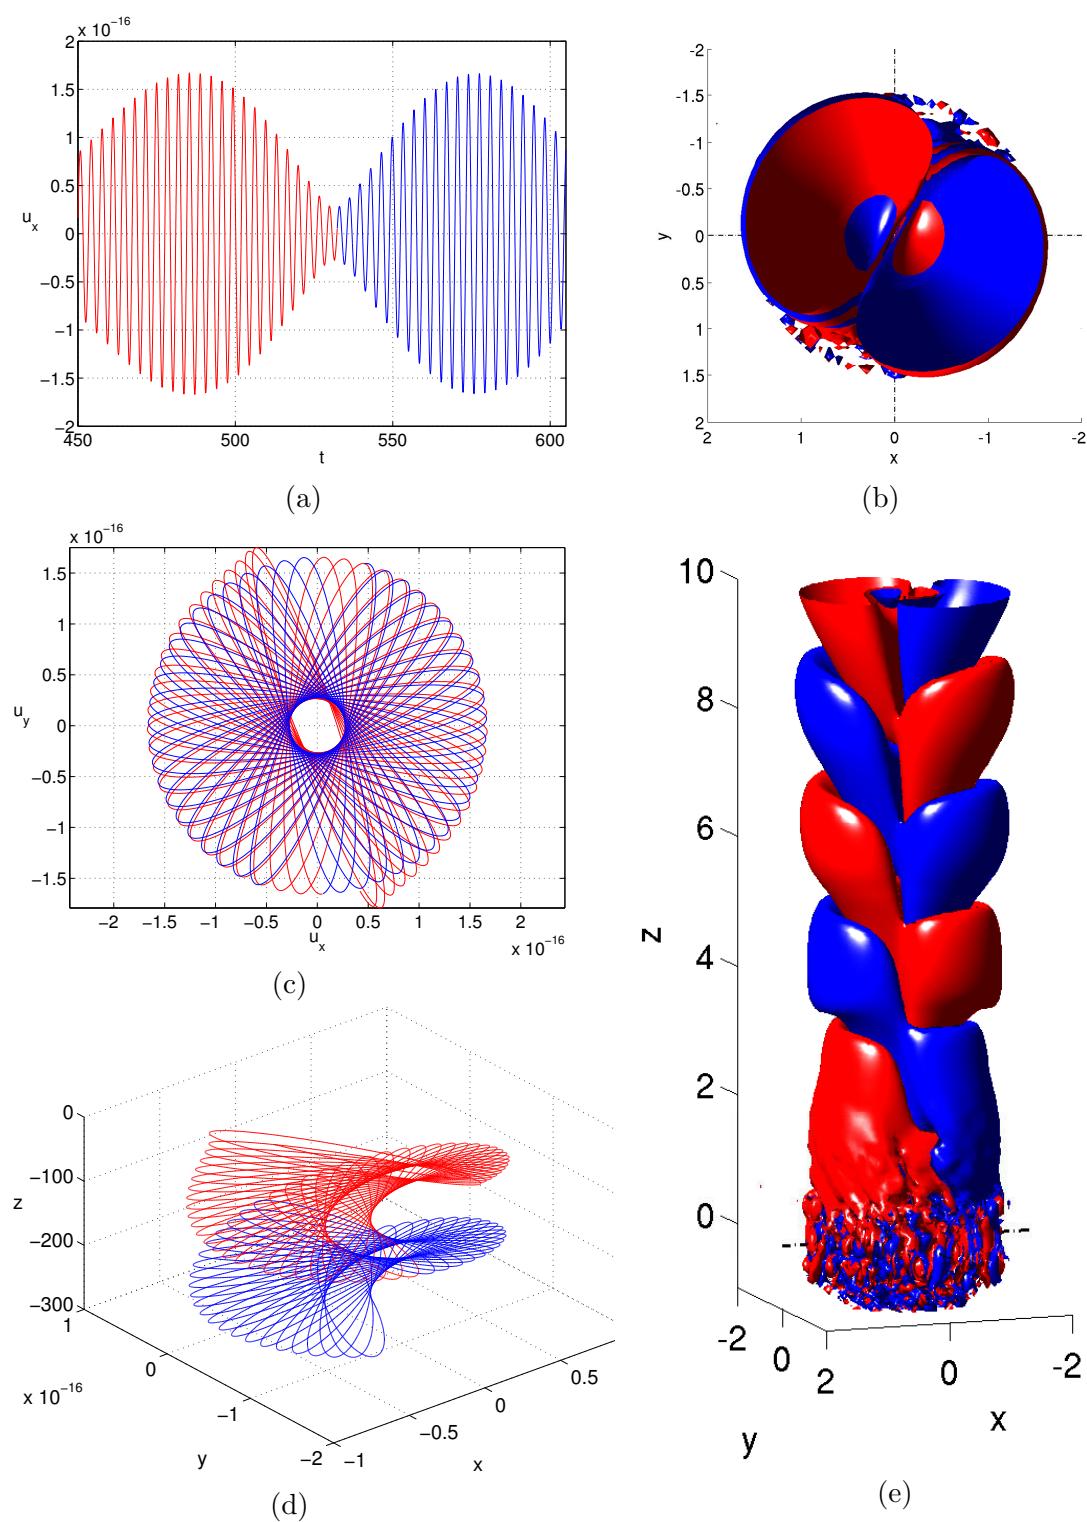 x 10⁻¹⁶
2
1.5
1
0.5
u_x
0
−0.5
−1
−1.5
−2
450 500 550 600
t
(a)
-2
-1.5
-1
-0.5
y 0
0.5
1
1.5
2
2 1 0 -1 -2
x
(b)
x 10⁻¹⁶
1.5
1
0.5
u_y
0
−0.5
−1
−1.5
−2 −1.5 −1 −0.5 0 0.5 1 1.5 2
u_x
x 10⁻¹⁶
(c)
0
−100
z
−200
−300
1
0
x 10⁻¹⁶
−1
−2
y
−1
−0.5
0
0.5
x
(d)
10
8
6
z
4
2
0
-2
0
2
y
0
-2
x
(e)